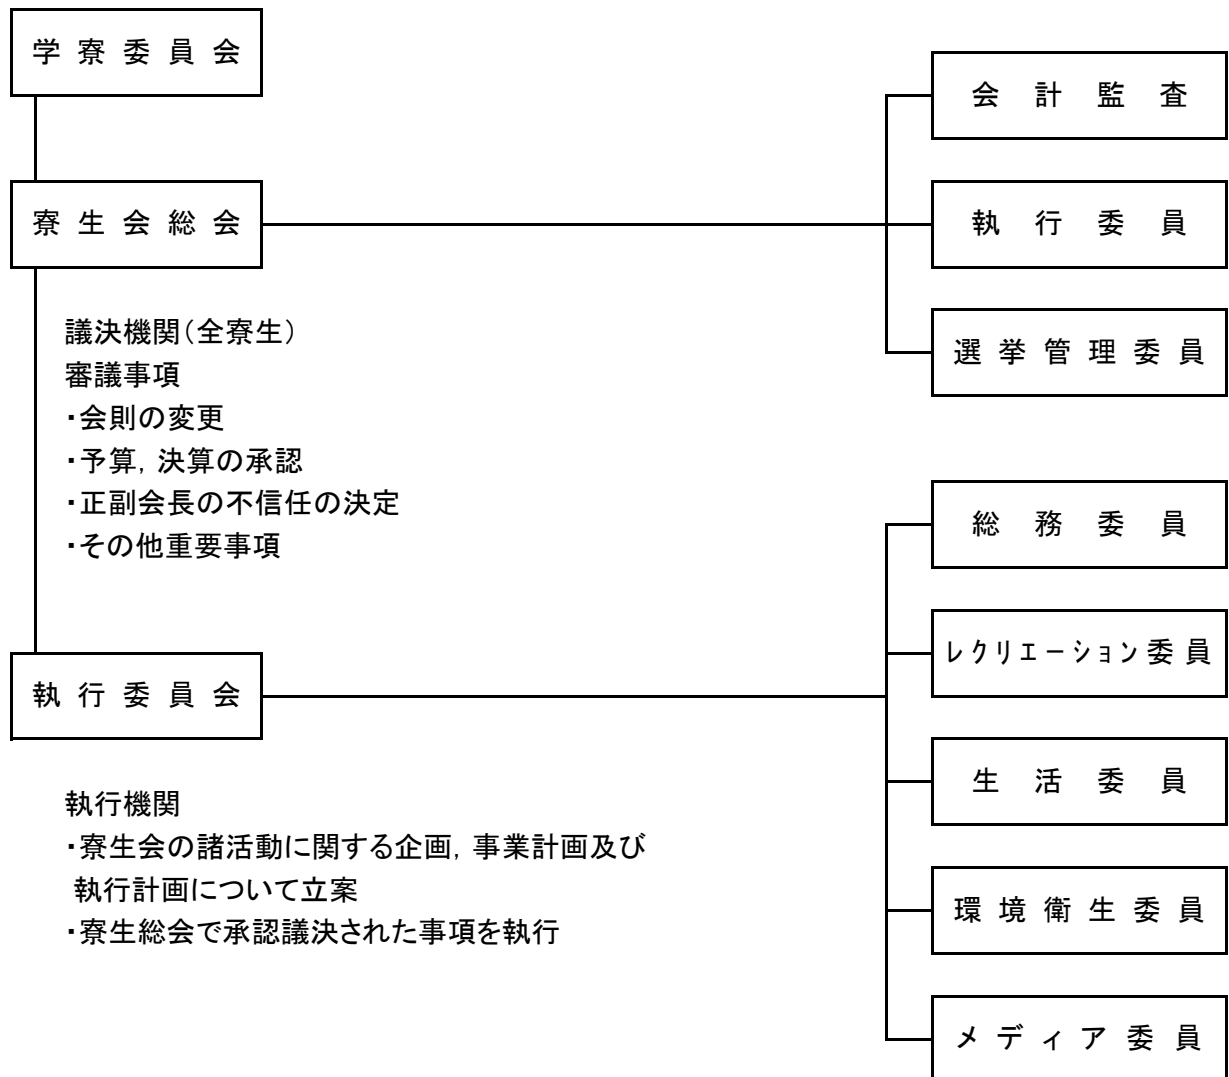 学寮委員会
会計監査
寮生会総会
執行委員
選挙管理委員
議決機関（全寮生）
審議事項
・会則の変更
・予算，決算の承認
・正副会長の不信任の決定
・その他重要事項
総務委員
レクリエーション委員
執行委員会
生活委員
執行機関
・寮生会の諸活動に関する企画，事業計画及び
執行計画について立案
・寮生総会で承認議決された事項を執行
環境衛生委員
メディア委員